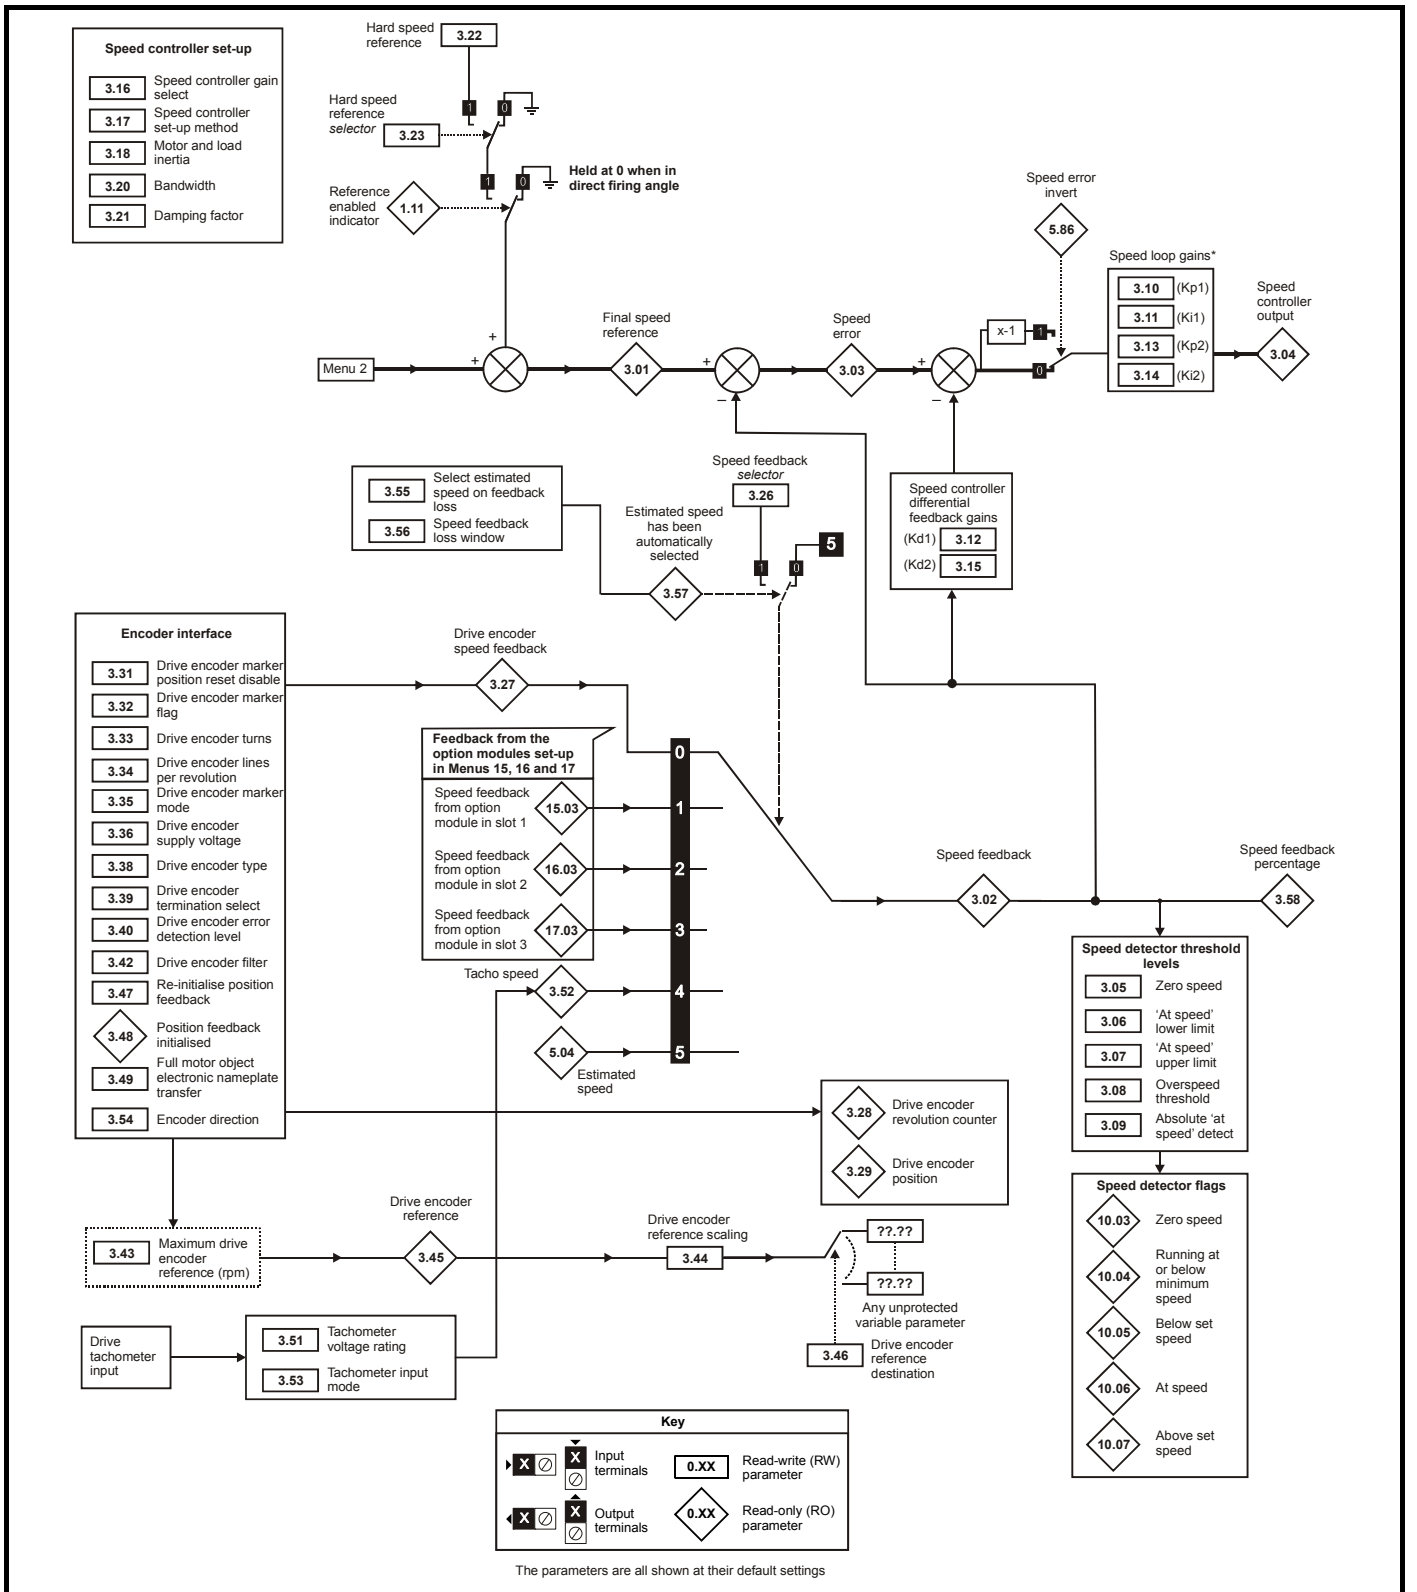 Speed controller set-up
3.16
Speed controller gain
select
3.17
Speed controller
set-up method
3.18
Motor and load
inertia
3.20
Bandwidth
3.21
Damping factor
Hard speed
reference
3.22
Hard speed
reference
selector
3.23
1
0
Reference
enabled
indicator
1.11
1
0
Held at 0 when in
direct firing angle
Menu 2
+
+
Final speed
reference
3.01
+
–
Speed
error
3.03
+
–
x-1
1
0
Speed error
invert
5.86
Speed loop gains*
3.10
(Kp1)
3.11
(Ki1)
3.13
(Kp2)
3.14
(Ki2)
Speed
controller
output
3.04
3.55
Select estimated
speed on feedback
loss
3.56
Speed feedback
loss window
Estimated speed
has been
automatically
selected
3.57
Speed feedback
selector
3.26
1
0
5
Speed controller
differential
feedback gains
(Kd1)
3.12
(Kd2)
3.15
Encoder interface
3.31
Drive encoder marker
position reset disable
3.32
Drive encoder marker
flag
3.33
Drive encoder turns
3.34
Drive encoder lines
per revolution
3.35
Drive encoder marker
mode
3.36
Drive encoder
supply voltage
3.38
Drive encoder type
3.39
Drive encoder
termination select
3.40
Drive encoder error
detection level
3.42
Drive encoder filter
3.47
Re-initialise position
feedback
3.48
Position feedback
initialised
3.49
Full motor object
electronic nameplate
transfer
3.54
Encoder direction
Drive encoder
speed feedback
3.27
Feedback from the
option modules set-up
in Menus 15, 16 and 17
Speed feedback
from option
module in slot 1
15.03
Speed feedback
from option
module in slot 2
16.03
Speed feedback
from option
module in slot 3
17.03
Tacho speed
3.52
5.04
Estimated
speed
0
1
2
3
4
5
Speed feedback
3.02
Speed feedback
percentage
3.58
Speed detector threshold
levels
3.05
Zero speed
3.06
‘At speed’
lower limit
3.07
‘At speed’
upper limit
3.08
Overspeed
threshold
3.09
Absolute ‘at
speed’ detect
Speed detector flags
10.03
Zero speed
10.04
Running at
or below
minimum
speed
10.05
Below set
speed
10.06
At speed
10.07
Above set
speed
3.28
Drive encoder
revolution counter
3.29
Drive encoder
position
3.43
Maximum drive
encoder
reference (rpm)
Drive encoder
reference
3.45
Drive encoder
reference scaling
3.44
??.??
??.??
Any unprotected
variable parameter
3.46
Drive encoder
reference
destination
Drive
tachometer
input
3.51
Tachometer
voltage rating
3.53
Tachometer input
mode
Key
X
X
Input
terminals
0.XX
Read-write (RW)
parameter
X
X
Output
terminals
0.XX
Read-only (RO)
parameter
The parameters are all shown at their default settings